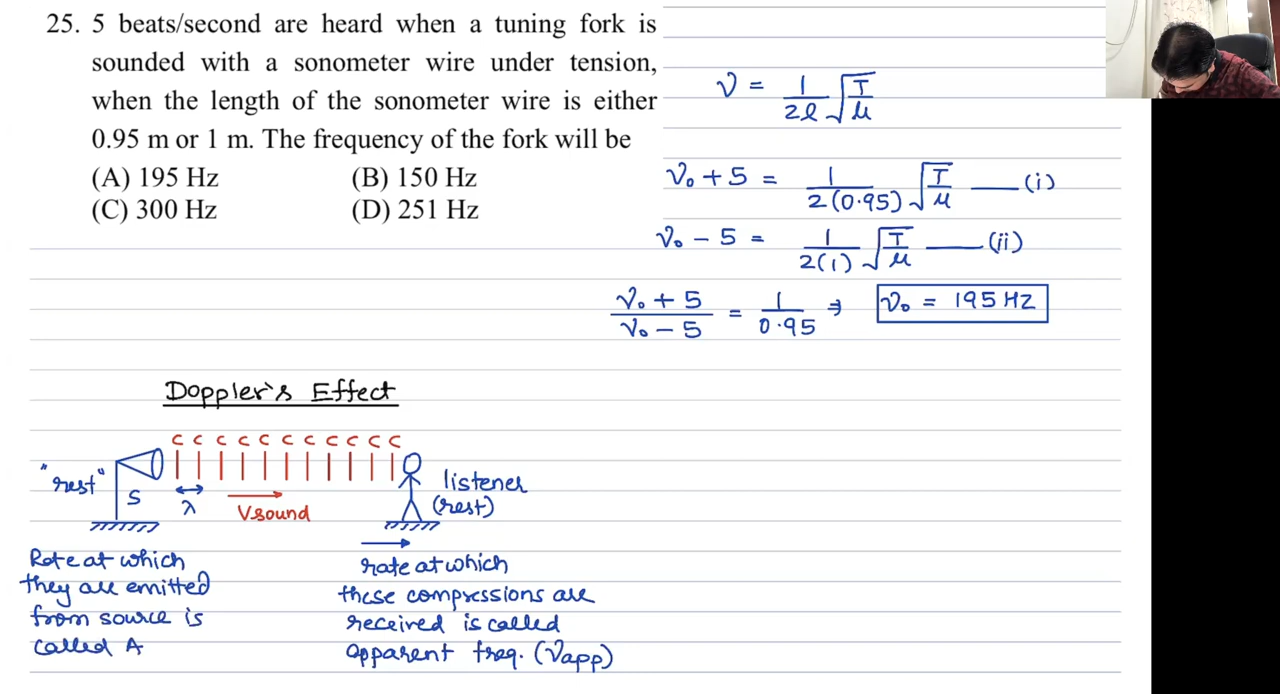 25. 5 beats/second are heard when a tuning fork is
sounded with a sonometer wire under tension,
when the length of the sonometer wire is either
0.95 m or 1 m. The frequency of the fork will be
(A) 195 Hz (B) 150 Hz
(C) 300 Hz (D) 251 Hz
ν = 1/2ℓ √T/μ
ν₀ + 5 = 1/2(0.95) √T/μ —(i)
ν₀ − 5 = 1/2(1) √T/μ —(ii)
ν₀ + 5/ν₀ − 5 = 1/0.95 ⇒ ν₀ = 195 HZ
Doppler's Effect
C C C C C C C C C C C
"rest" S λ Vsound listener
(rest)
Rate at which
they are emitted
from source is
called A
rate at which
these compressions are
received is called
apparent freq. (νapp)